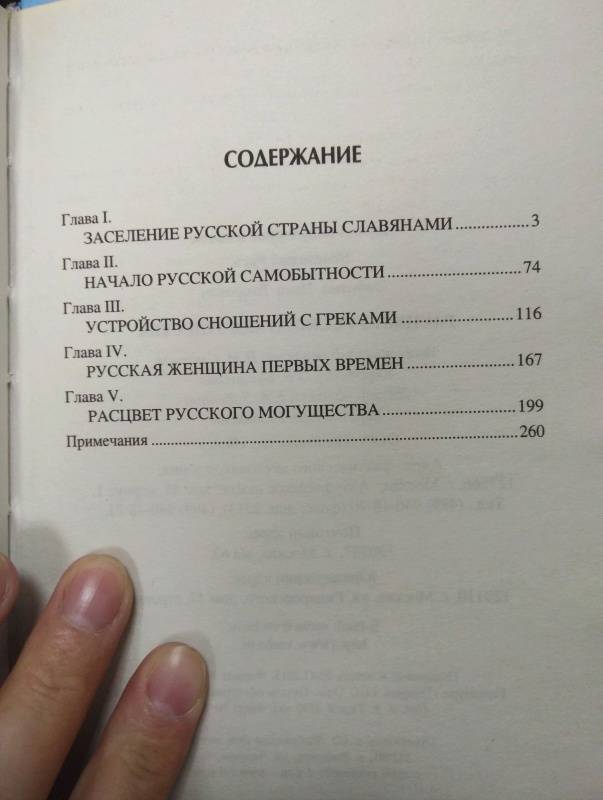 СОДЕРЖАНИЕ
Глава I.
ЗАСЕЛЕНИЕ РУССКОЙ СТРАНЫ СЛАВЯНАМИ .................. 3
Глава II.
НАЧАЛО РУССКОЙ САМОБЫТНОСТИ .................. 74
Глава III.
УСТРОЙСТВО СНОШЕНИЙ С ГРЕКАМИ .................. 116
Глава IV.
РУССКАЯ ЖЕНЩИНА ПЕРВЫХ ВРЕМЕН .................. 167
Глава V.
РАСЦВЕТ РУССКОГО МОГУЩЕСТВА .................. 199
Примечания .................. 260